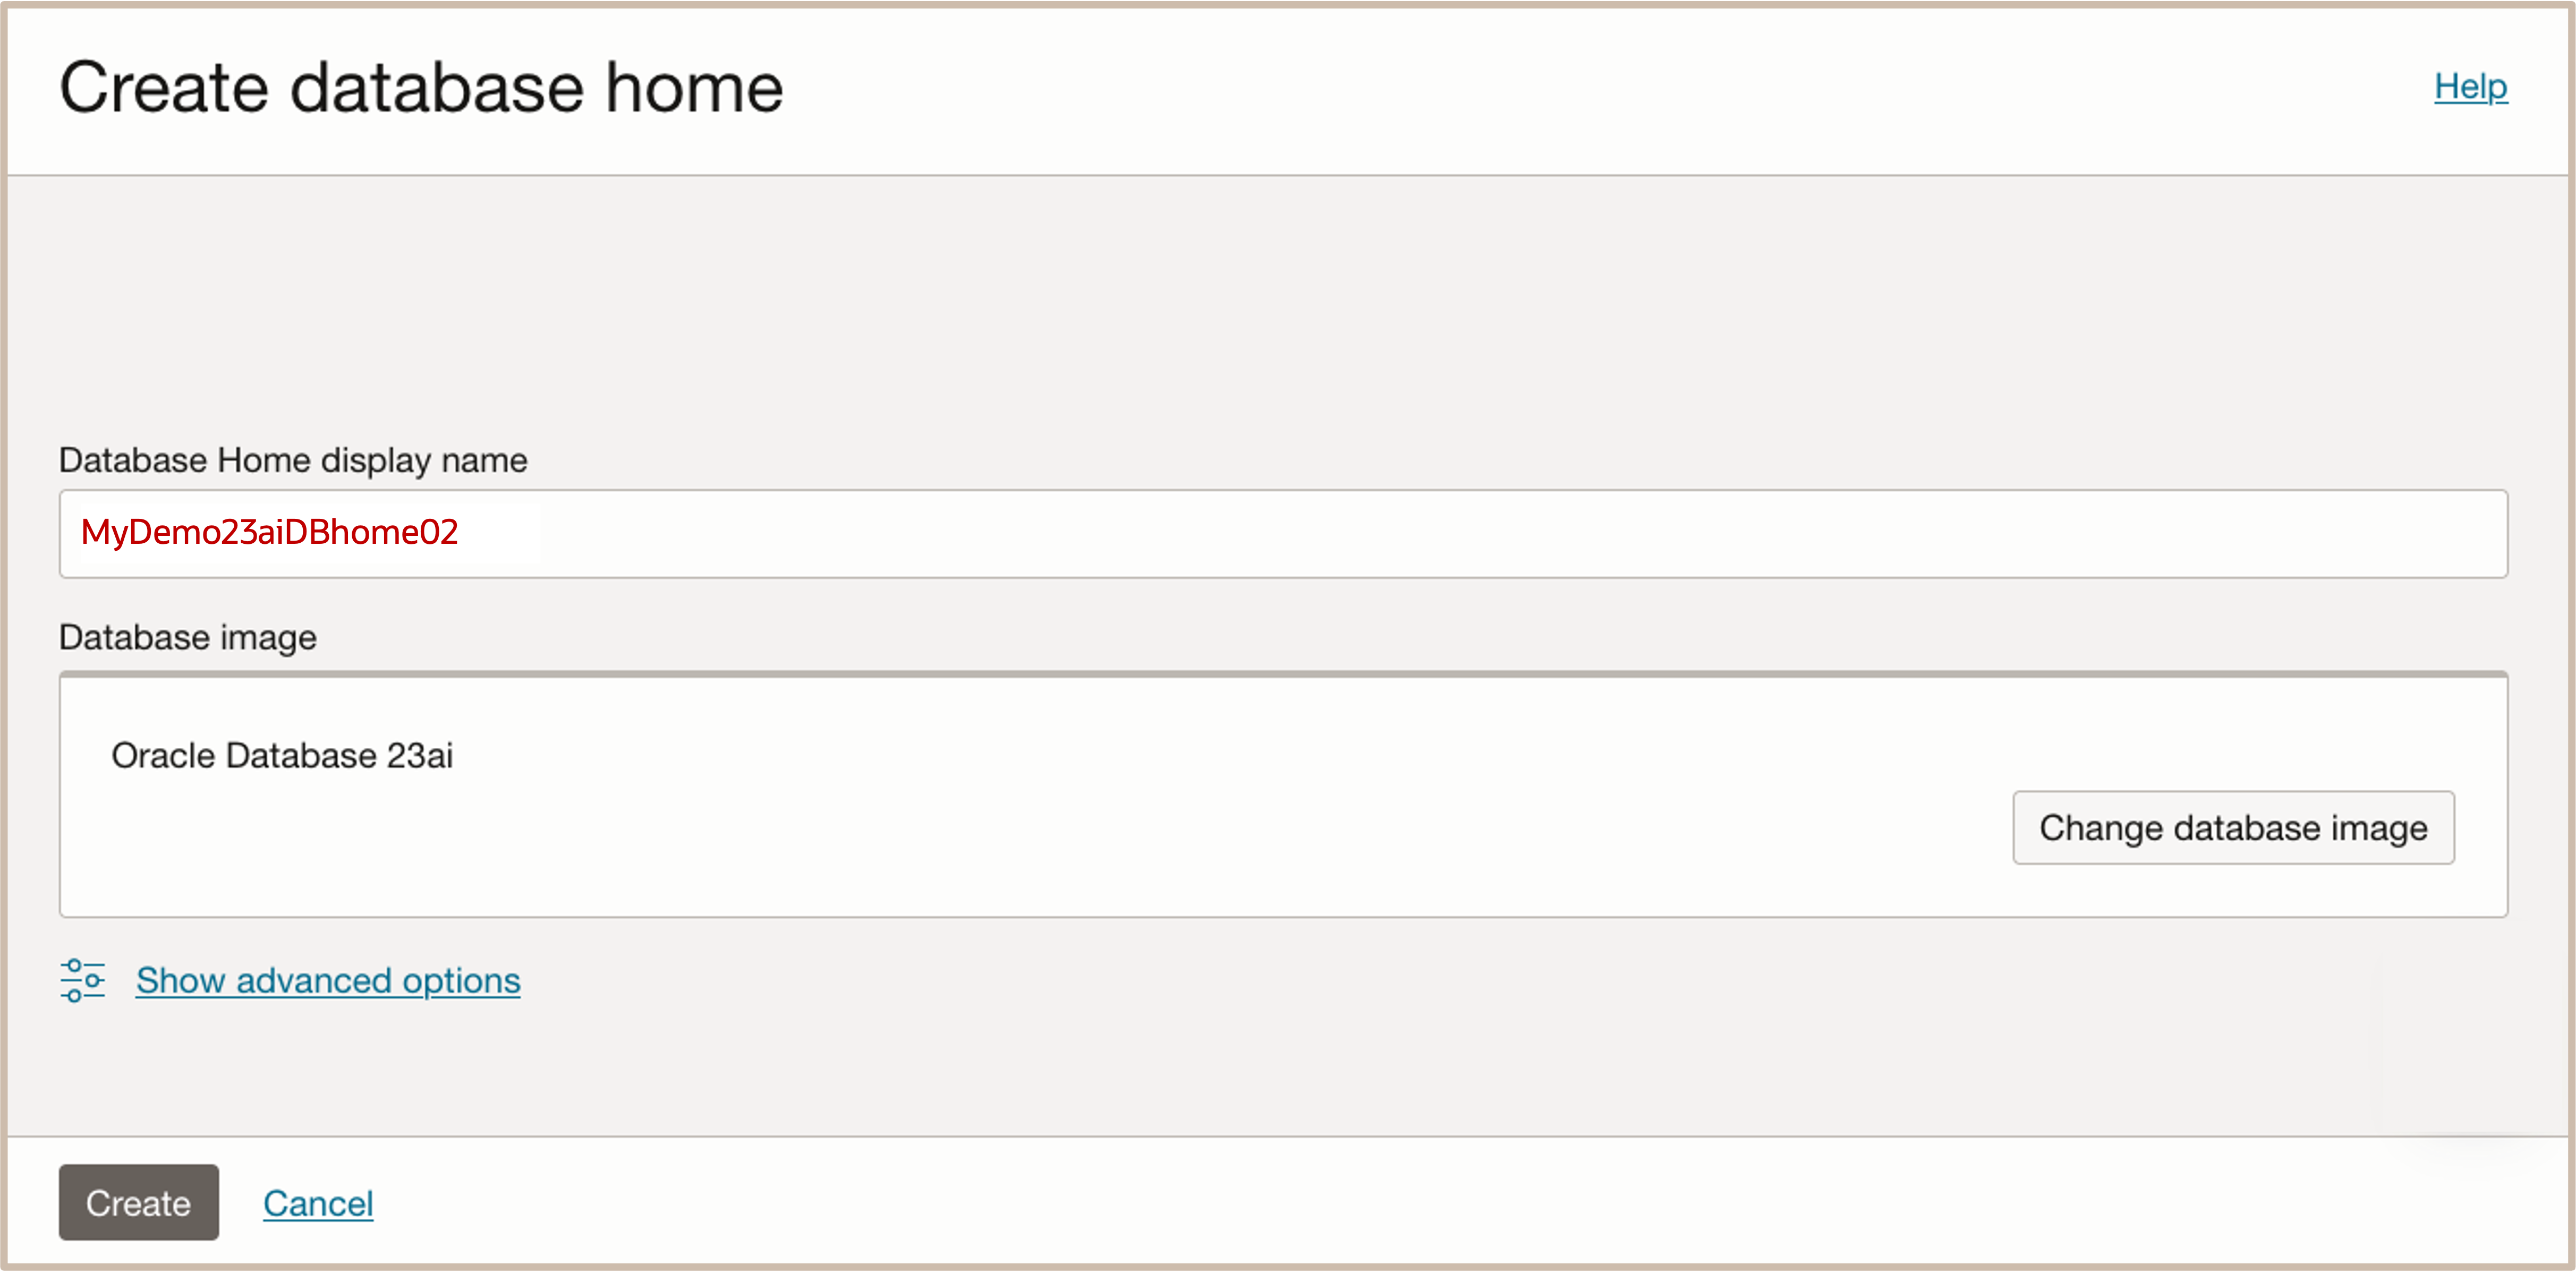 Create database home
Help
Database Home display name
MyDemo23aiDBhome02
Database image
Oracle Database 23ai
Change database image
Show advanced options
Create
Cancel